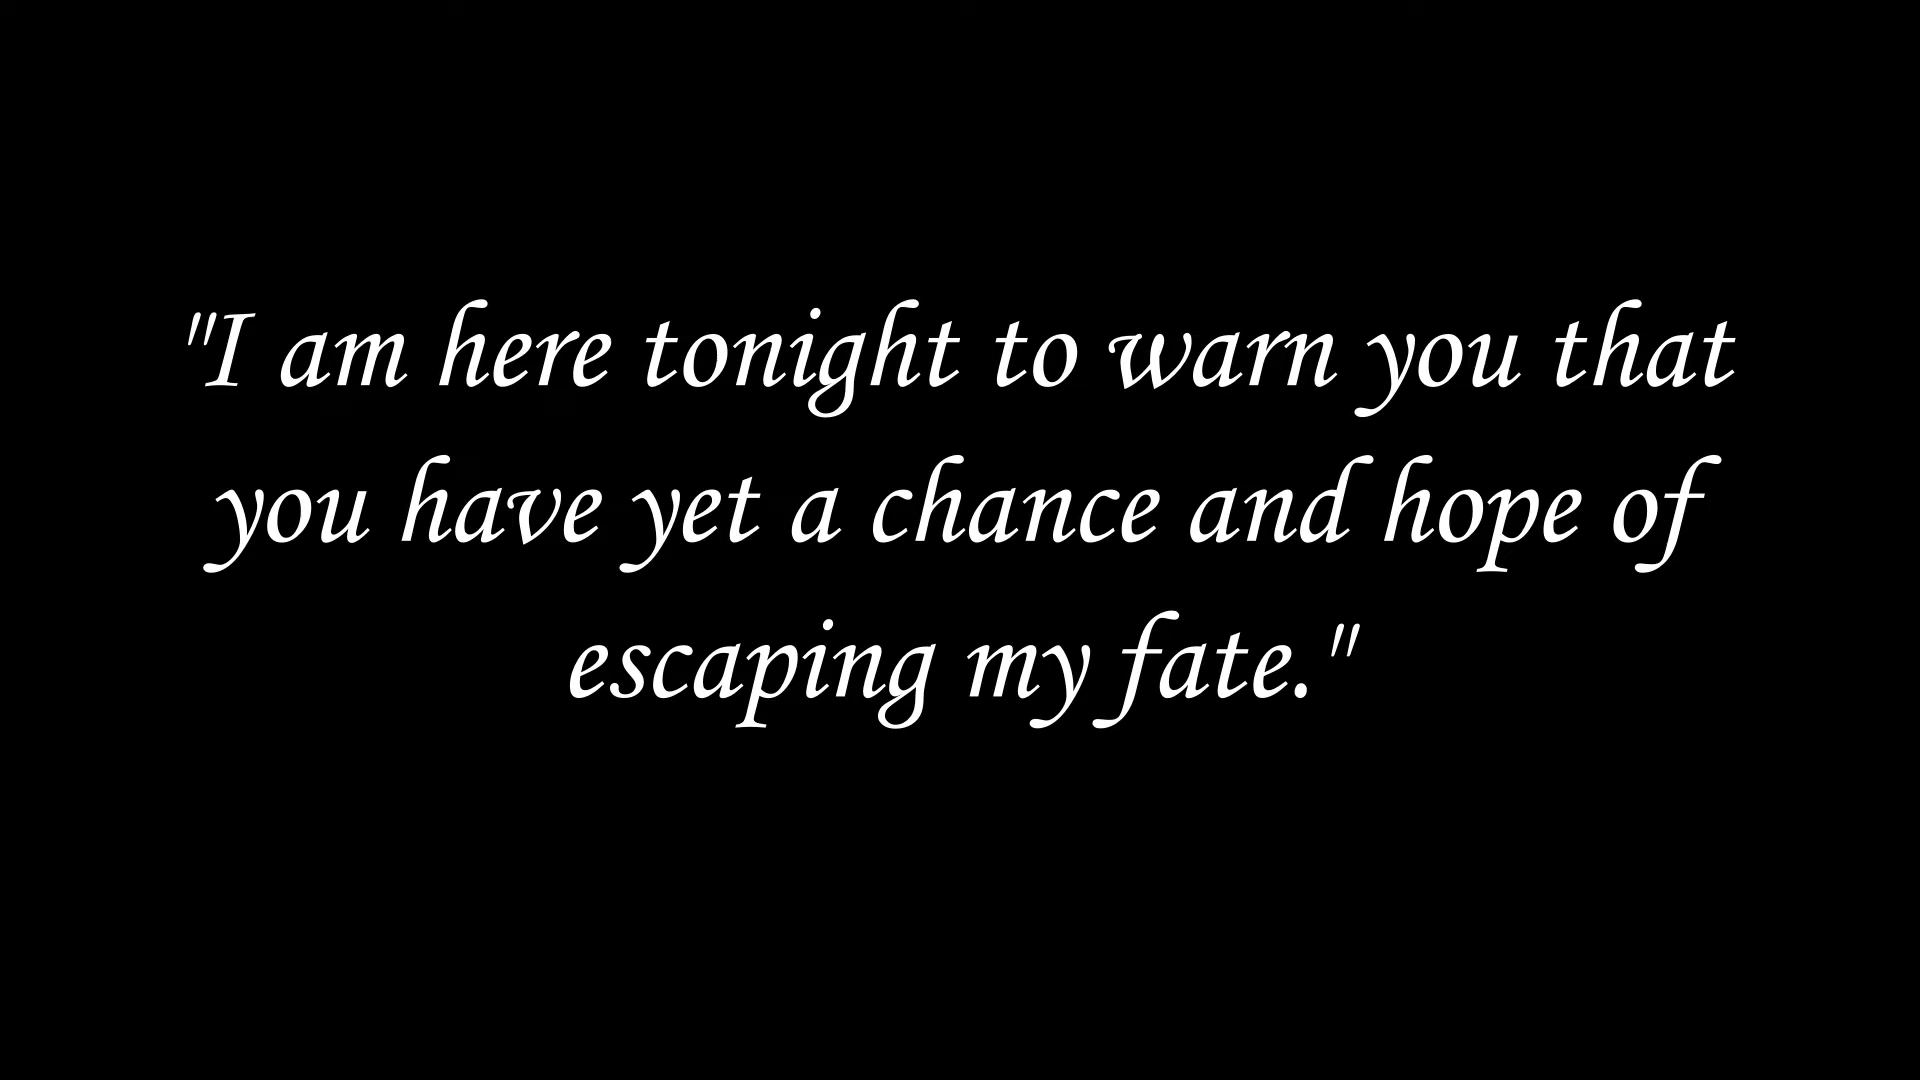 "I am here tonight to warn you that
you have yet a chance and hope of
escaping my fate."